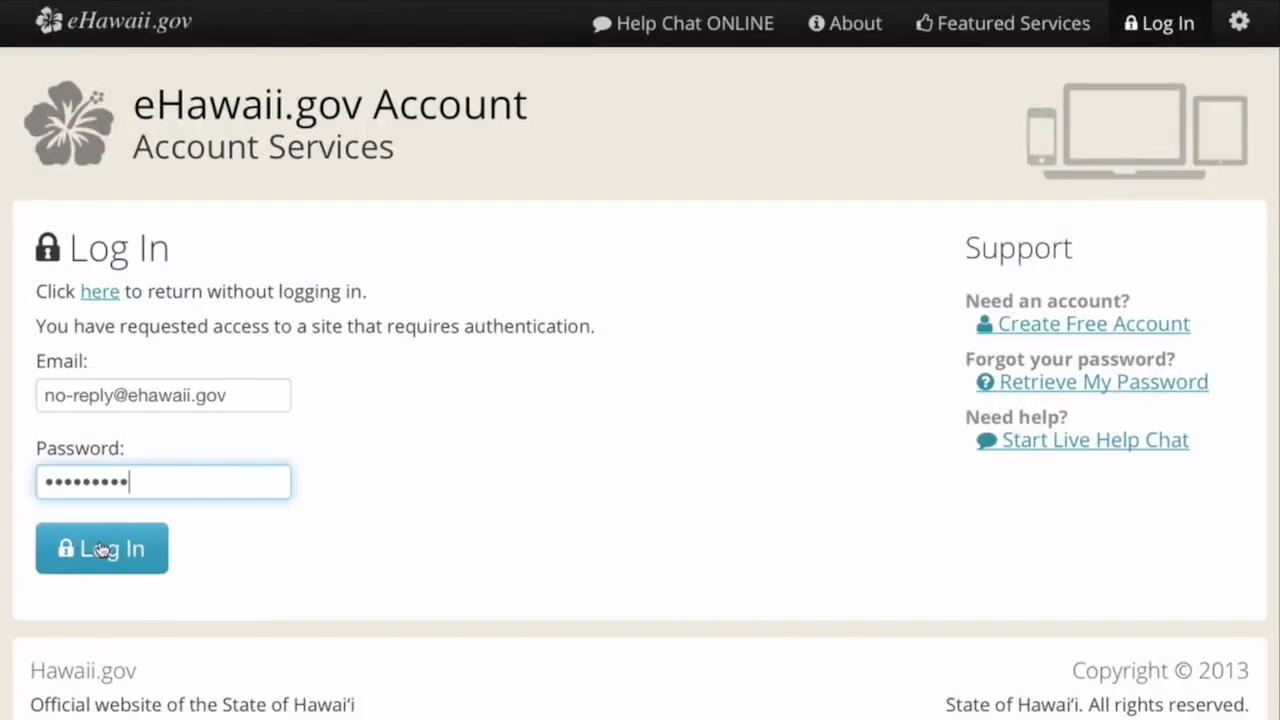 eHawaii.gov
Help Chat ONLINE
About
Featured Services
Log In
eHawaii.gov Account
Account Services
Log In
Click here to return without logging in.
You have requested access to a site that requires authentication.
Email:
no-reply@ehawaii.gov
Password:
•••••••••
Log In
Support
Need an account?
Create Free Account
Forgot your password?
Retrieve My Password
Need help?
Start Live Help Chat
Hawaii.gov
Official website of the State of Hawaiʻi
Copyright © 2013
State of Hawaiʻi. All rights reserved.